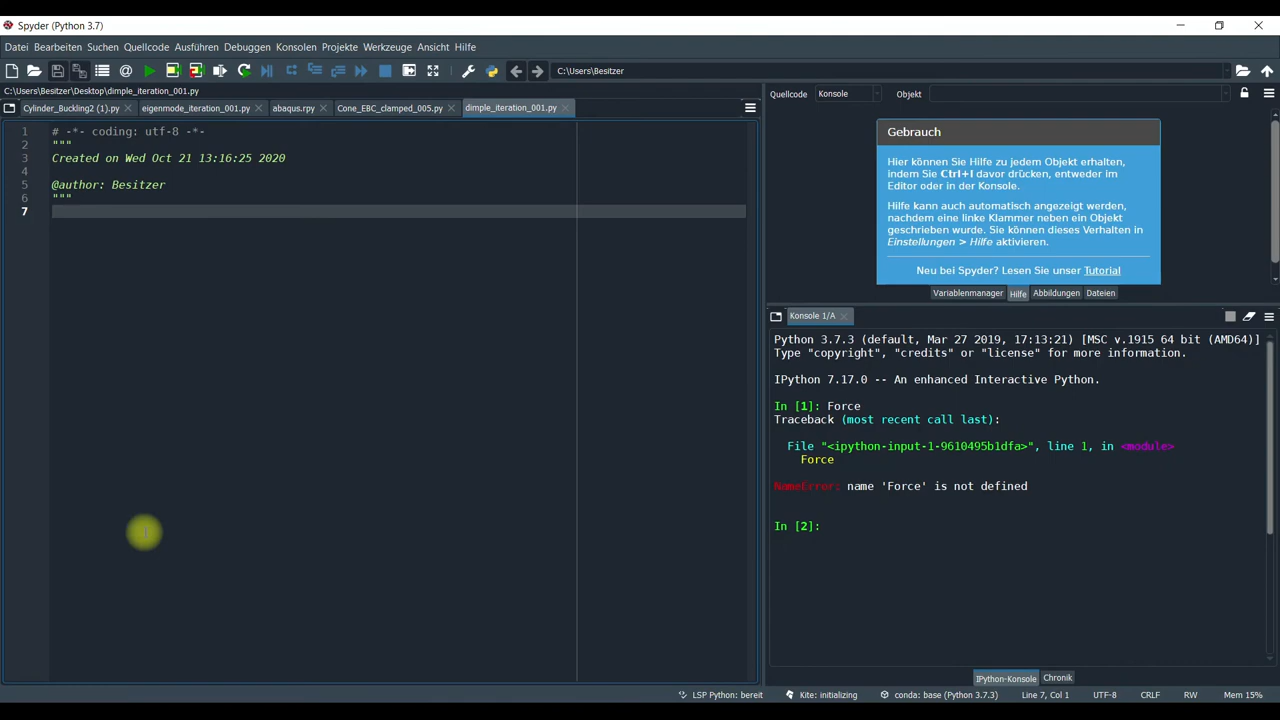 Spyder (Python 3.7)
Datei Bearbeiten Suchen Quellcode Ausführen Debuggen Konsolen Projekte Werkzeuge Ansicht Hilfe
C:\Users\Besitzer
C:\Users\Besitzer\Desktop\dimple_iteration_001.py
Cylinder_Buckling2 (1).py eigenmode_iteration_001.py abaqus.rpy Cone_EBC_clamped_005.py dimple_iteration_001.py
1 # -*- coding: utf-8 -*-
2 """
3 Created on Wed Oct 21 13:16:25 2020
4
5 @author: Besitzer
6 """
7
Quellcode Konsole Objekt
Gebrauch
Hier können Sie Hilfe zu jedem Objekt erhalten,
indem Sie Ctrl+I davor drücken, entweder im
Editor oder in der Konsole.
Hilfe kann auch automatisch angezeigt werden,
nachdem eine linke Klammer neben ein Objekt
geschrieben wurde. Sie können dieses Verhalten in
Einstellungen > Hilfe aktivieren.
Neu bei Spyder? Lesen Sie unser Tutorial
Variablenmanager Hilfe Abbildungen Dateien
Konsole 1/A
Python 3.7.3 (default, Mar 27 2019, 17:13:21) [MSC v.1915 64 bit (AMD64)]
Type "copyright", "credits" or "license" for more information.
IPython 7.17.0 -- An enhanced Interactive Python.
In [1]: Force
Traceback (most recent call last):
File "<ipython-input-1-9610495b1dfa>", line 1, in <module>
Force
NameError: name 'Force' is not defined
In [2]:
IPython-Konsole Chronik
LSP Python: bereit Kite: initializing conda: base (Python 3.7.3) Line 7, Col 1 UTF-8 CRLF RW Mem 15%